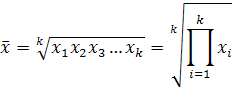 x̄ = ᵏ√(x₁x₂x₃ … xₖ) = ᵏ√(∏ᵢ₌₁ᵏ xᵢ)